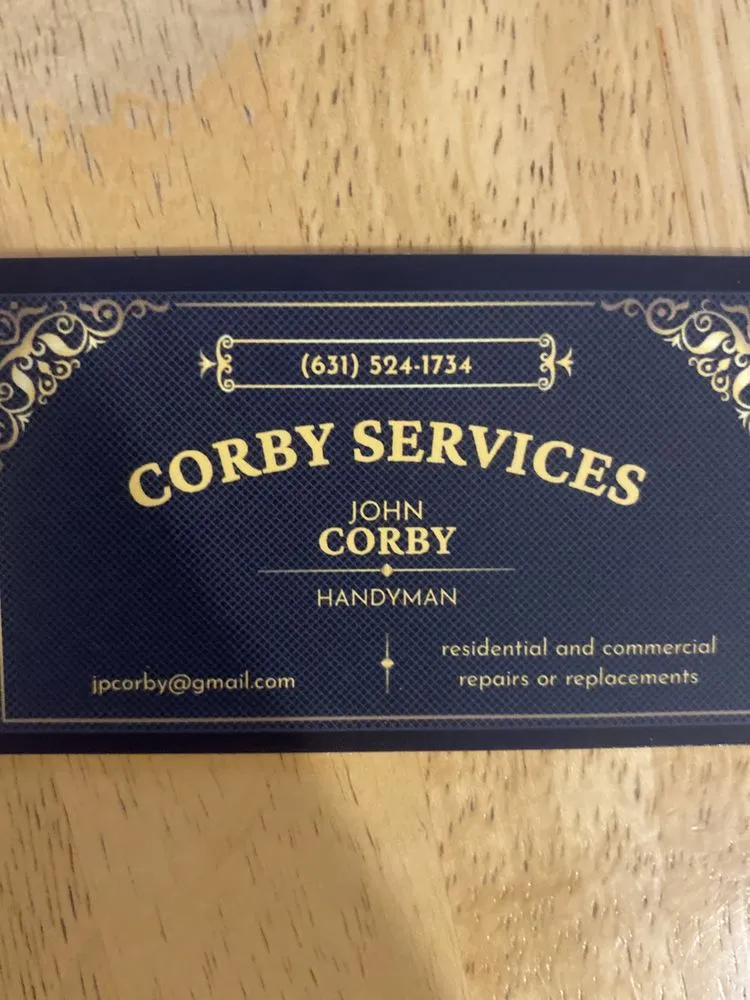 (631) 524-1734
CORBY SERVICES
JOHN
CORBY
HANDYMAN
jpcorby@gmail.com
residential and commercial
repairs or replacements